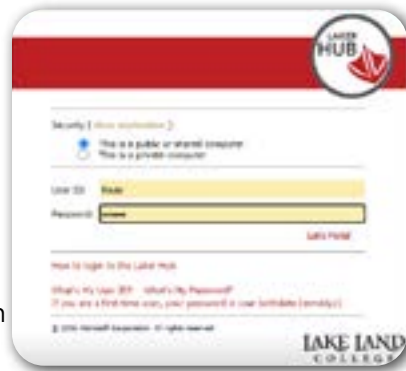 LAKER
HUB
Security ( show explanation )
This is a public or shared computer
This is a private computer
User ID:
Password:
Let's Portal
How to login to the Laker Hub
What's My User ID? What's My Password?
If you are a first-time user, your password is your birthdate (mmddyy)
© 2010 Microsoft Corporation. All rights reserved.
LAKE LAND
COLLEGE